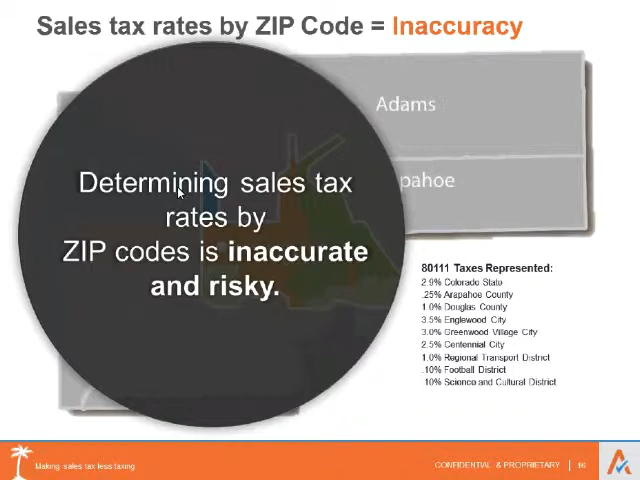 Sales tax rates by ZIP Code = Inaccuracy
Adams
pahoe
Determining sales tax
rates by
ZIP codes is inaccurate
and risky.
80111 Taxes Represented:
2.9% Colorado State
.25% Arapahoe County
1.0% Douglas County
3.5% Englewood City
3.0% Greenwood Village City
2.5% Centennial City
1.0% Regional Transport District
.10% Football District
.10% Science and Cultural District
Making sales tax less taxing
CONFIDENTIAL & PROPRIETARY | 16